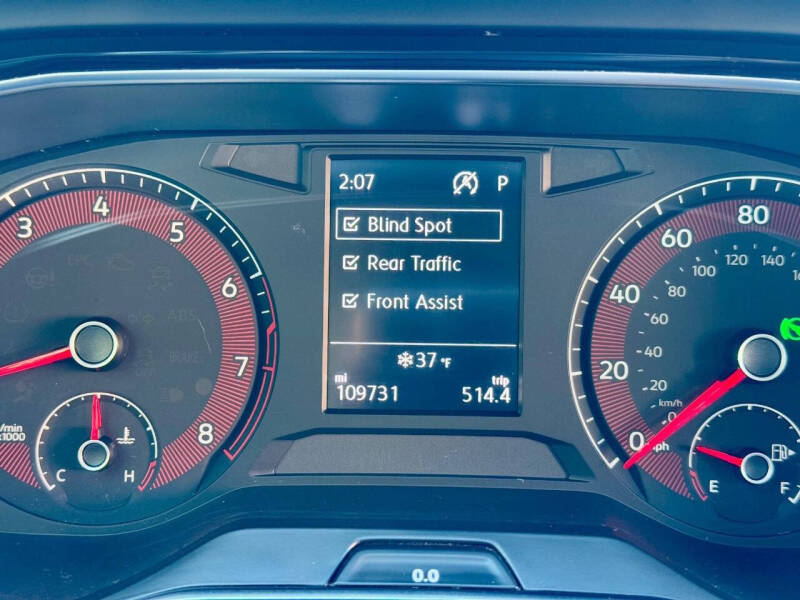 2:07 P
Blind Spot
Rear Traffic
Front Assist
37 °F
mi trip
109731 514.4
3 4 5 6 7 8
EPC
ABS
BRAKE
/min
x1000
C H
0 20 40 60 80
0 20 40 60 80 100 120 140
km/h
mph
E F
0.0